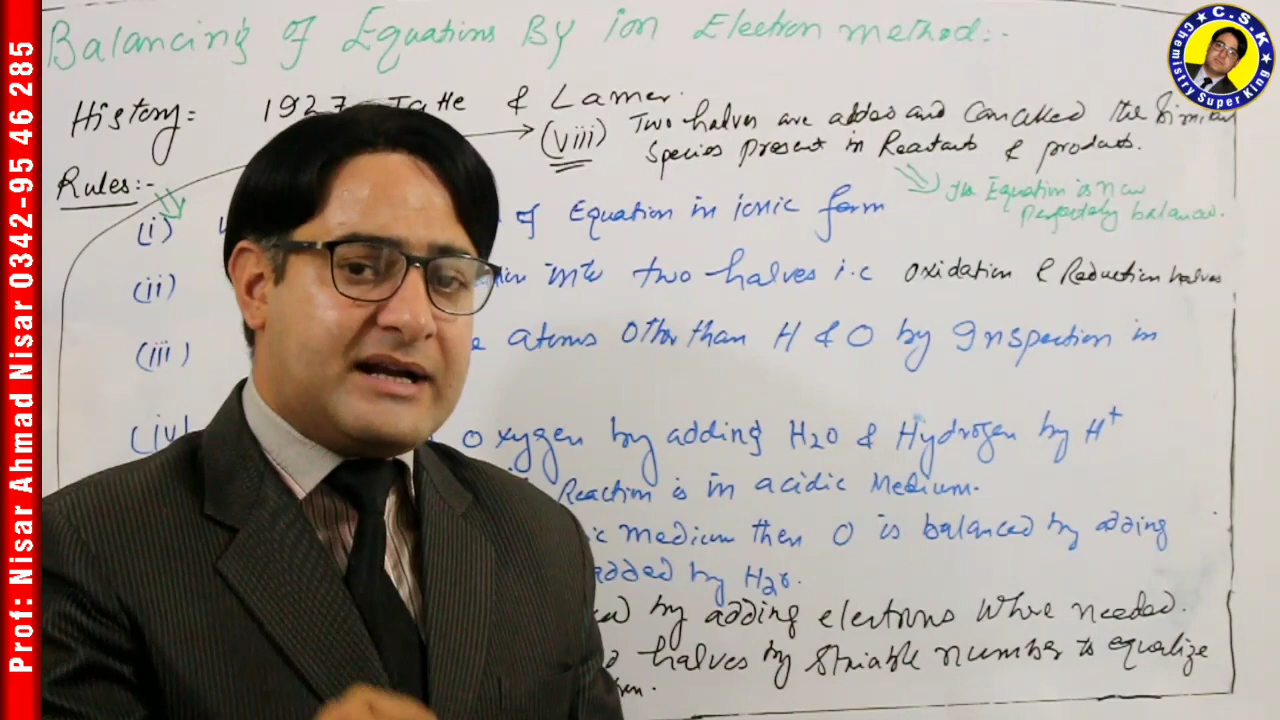 Balancing of Equations By ion Electron method:-
C.S.K
Chemistry Super King
History:- 1927 Jatte & Lamer.
(viii) Two halves are added and Cancelled the Similar
Species present in Reactants & products.
The Equation is now
perfectely balanced.
Rules:-
(i) of Equation in ionic form
(ii) into two halves i.e oxidation & Reduction halves
(iii) atoms Other than H & O by Inspection in
(iv) oxygen by adding H2O & Hydrogen by H+
Reaction is in acidic Medium.
medium then O is balanced by adding
added by H2O.
by adding electrons Where needed.
halves by number to equalize
Prof: Nisar Ahmad Nisar 0342-95 46 285